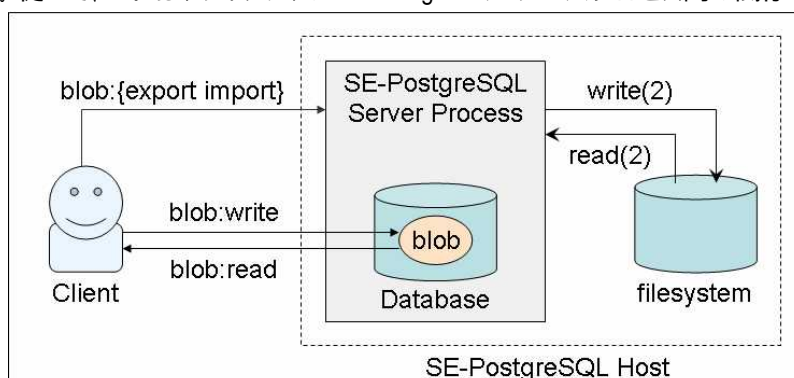 SE-PostgreSQL
Server Process
blob:{export import}
write(2)
read(2)
blob:write
blob
blob:read
Client
Database
filesystem
SE-PostgreSQL Host